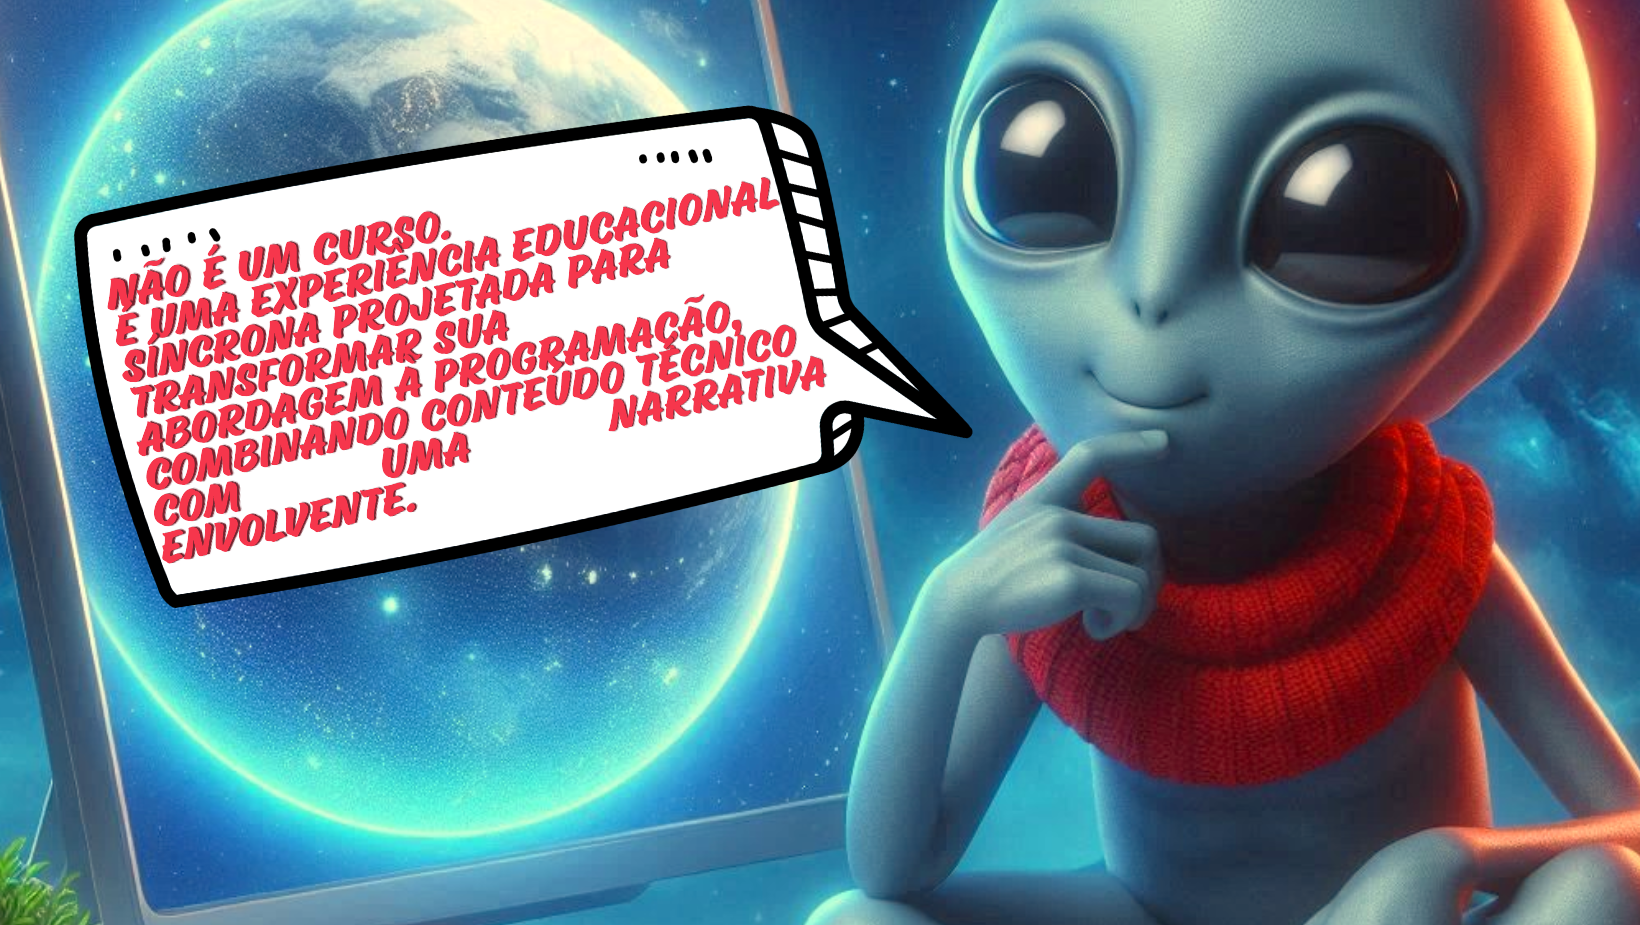 NÃO É UM CURSO.
É UMA EXPERIÊNCIA EDUCACIONAL
SÍNCRONA PROJETADA PARA
TRANSFORMAR SUA
ABORDAGEM À PROGRAMAÇÃO,
COMBINANDO CONTEÚDO TÉCNICO
COM UMA NARRATIVA
ENVOLVENTE.